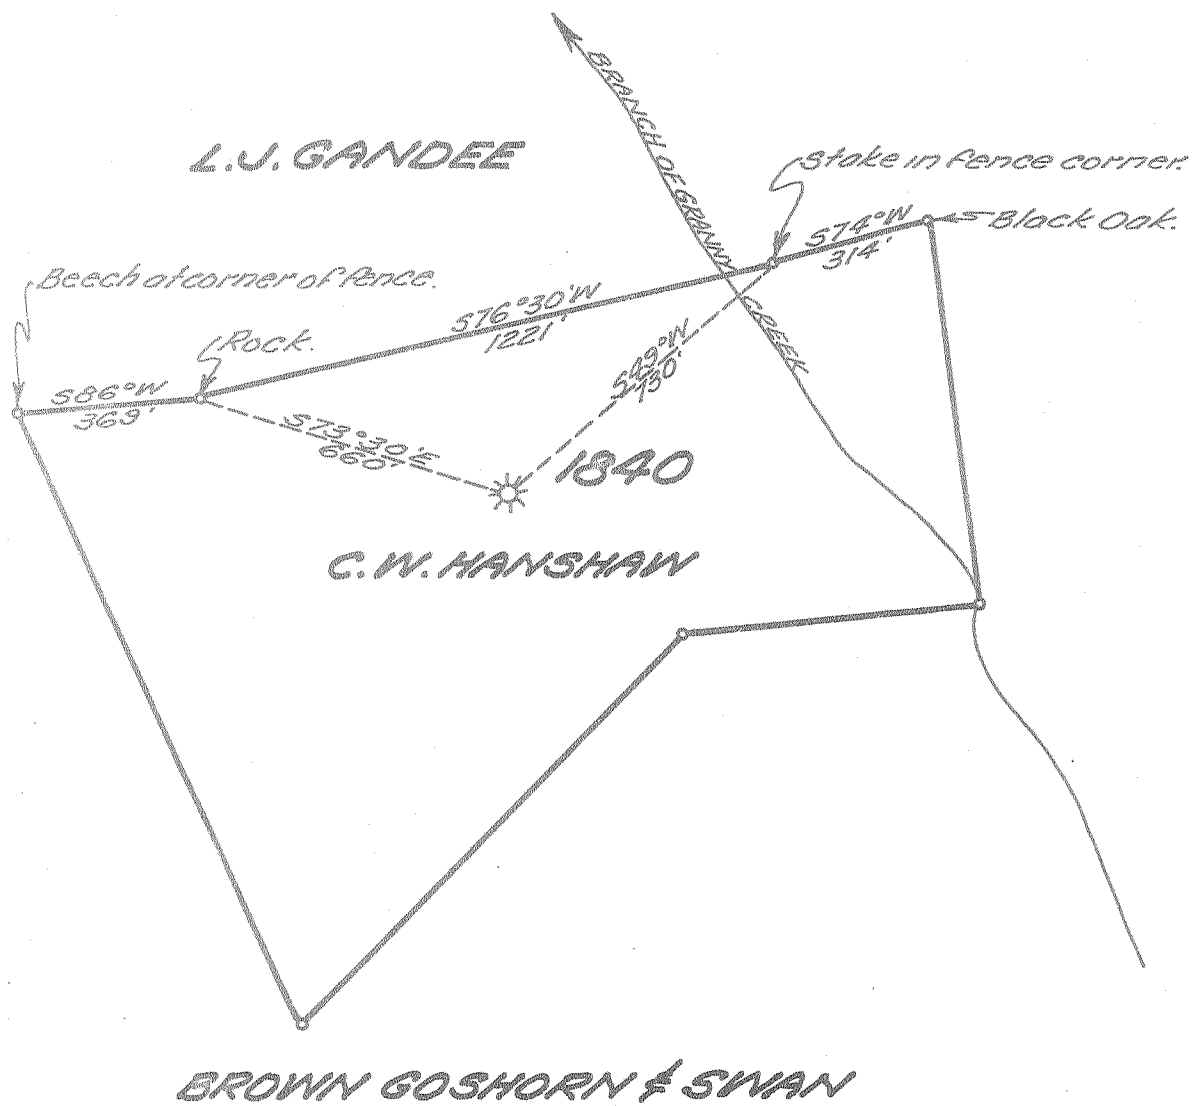 BRANCH OF GRANNY CREEK
L.J. GANDEE
Stake in fence corner.
S74°W
314'
Black Oak.
Beech at corner of fence.
S76°30'W
1221'
Rock.
S86°W
369'
S49°W
730'
S73°30'E
660'
1840
C.W. HANSHAW
BROWN GOSHORN & SWAN